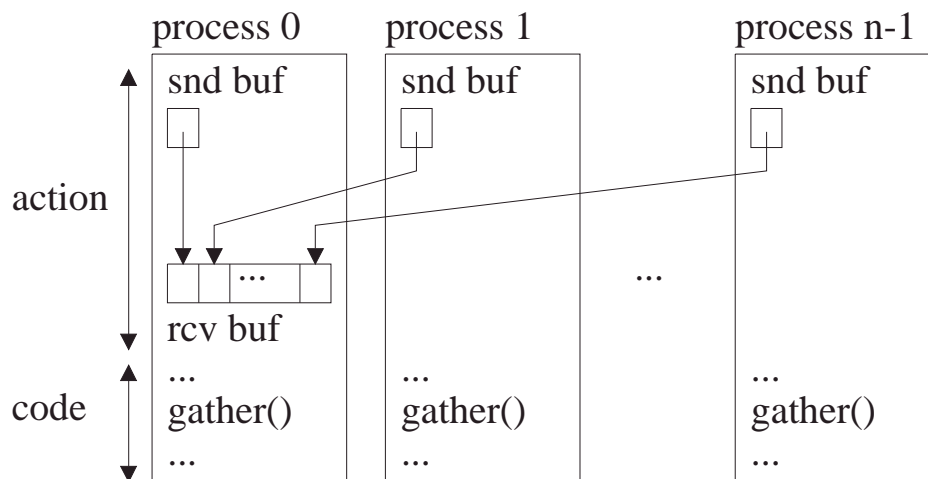 process 0 process 1 process n-1
snd buf snd buf snd buf
action
... ...
rcv buf
... ... ...
code gather() gather() gather()
... ... ...